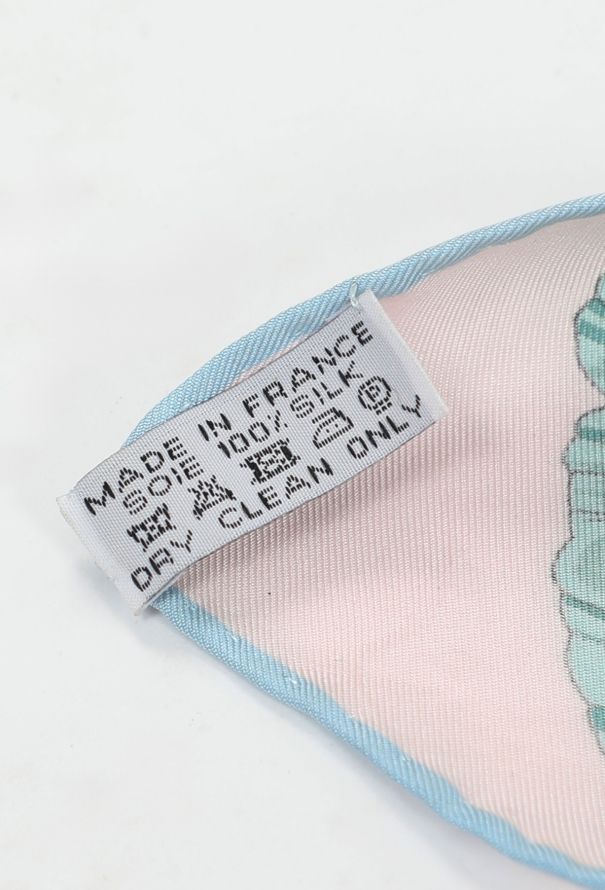 MADE IN FRANCE
SOIE 100% SILK
P
DRY CLEAN ONLY